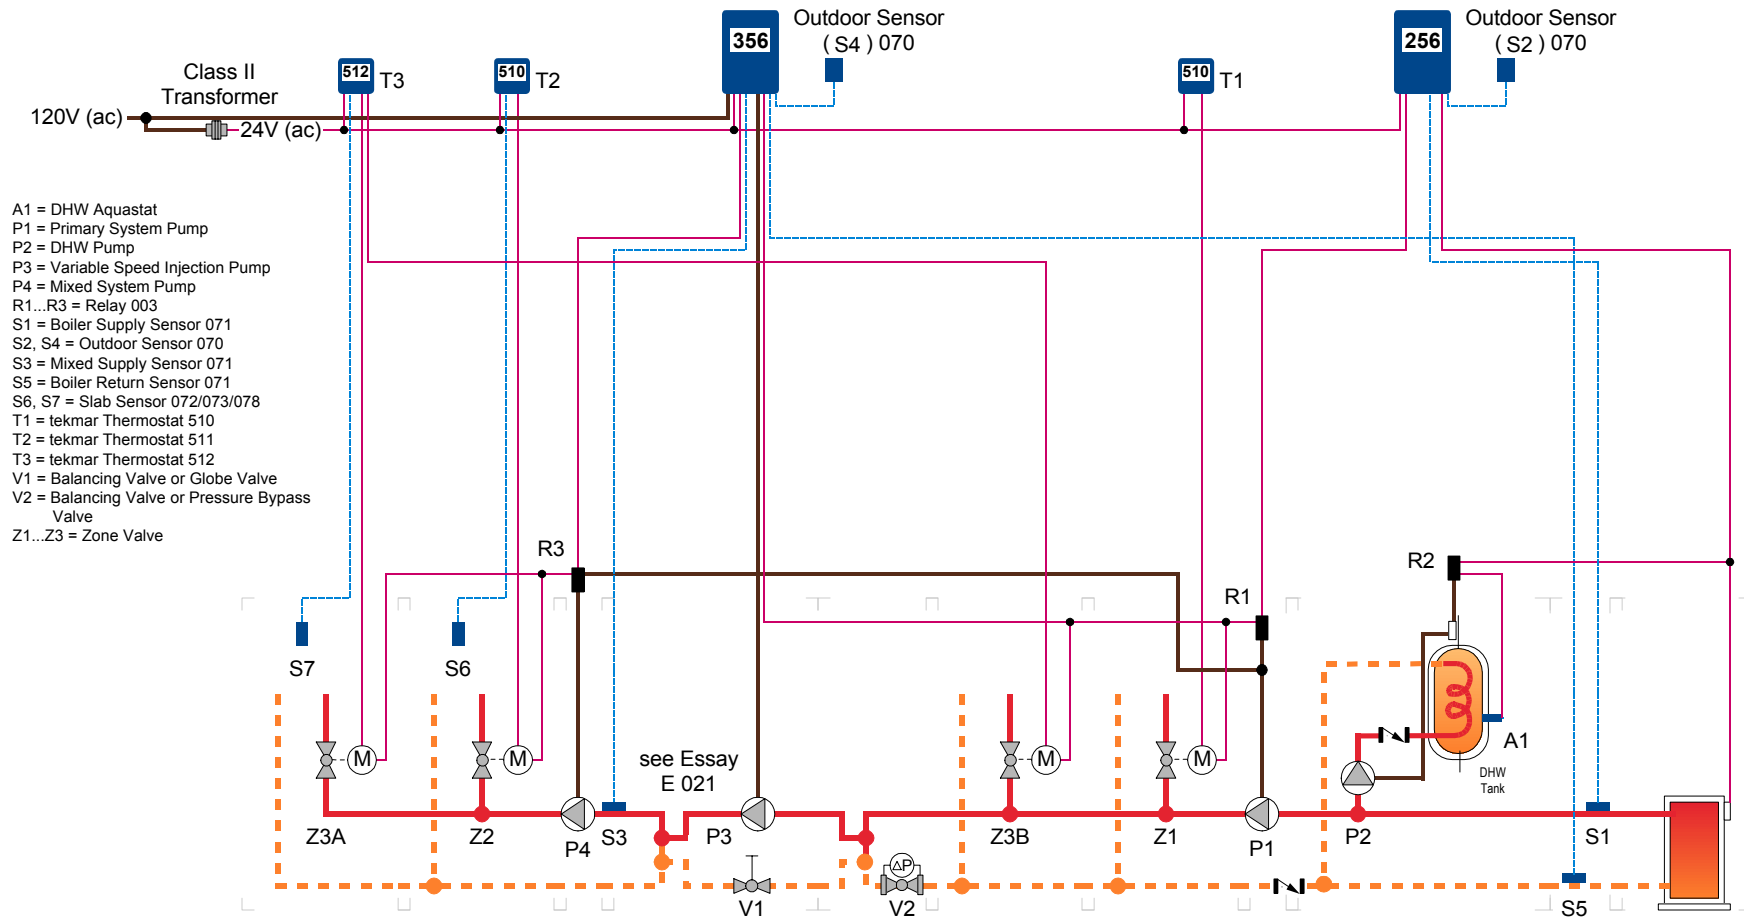 Outdoor Sensor
( S4 ) 070
Outdoor Sensor
( S2 ) 070
356
256
512
T3
510
T2
510
T1
Class II
Transformer
120V (ac)
24V (ac)
A1 = DHW Aquastat
P1 = Primary System Pump
P2 = DHW Pump
P3 = Variable Speed Injection Pump
P4 = Mixed System Pump
R1...R3 = Relay 003
S1 = Boiler Supply Sensor 071
S2, S4 = Outdoor Sensor 070
S3 = Mixed Supply Sensor 071
S5 = Boiler Return Sensor 071
S6, S7 = Slab Sensor 072/073/078
T1 = tekmar Thermostat 510
T2 = tekmar Thermostat 511
T3 = tekmar Thermostat 512
V1 = Balancing Valve or Globe Valve
V2 = Balancing Valve or Pressure Bypass
Valve
Z1...Z3 = Zone Valve
R3
R2
R1
S7
S6
M
M
M
M
see Essay
E 021
A1
DHW
Tank
Z3A
Z2
P4
S3
P3
Z3B
Z1
P1
P2
S1
ΔP
V1
V2
S5